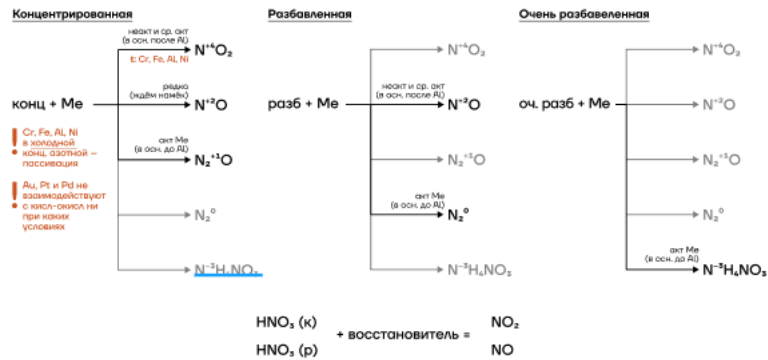 Концентрированная
неакт и ср. акт
(в осн. после Al)
N⁺⁴O₂
t: Cr, Fe, Al, Ni
редко
(ждём намёк)
конц + Me
N⁺²O
! Cr, Fe, Al, Ni
в холодной
конц. азотной –
пассивация
акт Me
(в осн. до Al)
N₂⁺¹O
! Au, Pt и Pd не
взаимодействуют
с кисл-окисл ни
при каких
условиях
N₂⁰
N⁻³H₄NO₃
Разбавленная
N⁺⁴O₂
неакт и ср. акт
(в осн. после Al)
разб + Me
N⁺²O
N₂⁺¹O
акт Me
(в осн. до Al)
N₂⁰
N⁻³H₄NO₃
Очень разбавеленная
N⁺⁴O₂
оч. разб + Me
N⁺²O
N₂⁺¹O
N₂⁰
акт Me
(в осн. до Al)
N⁻³H₄NO₃
HNO₃ (к)
HNO₃ (р)
+ восстановитель =
NO₂
NO